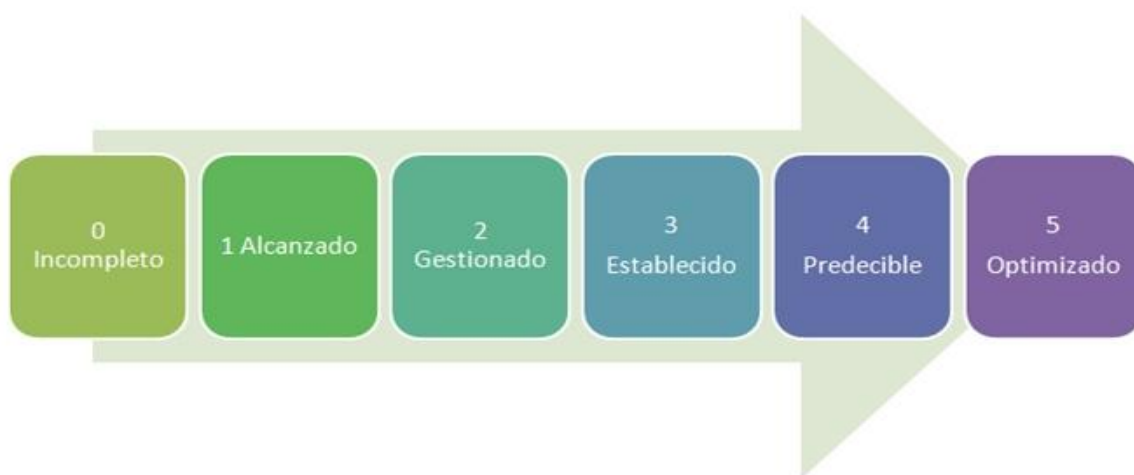 0
Incompleto
1 Alcanzado
2
Gestionado
3
Establecido
4
Predecible
5
Optimizado